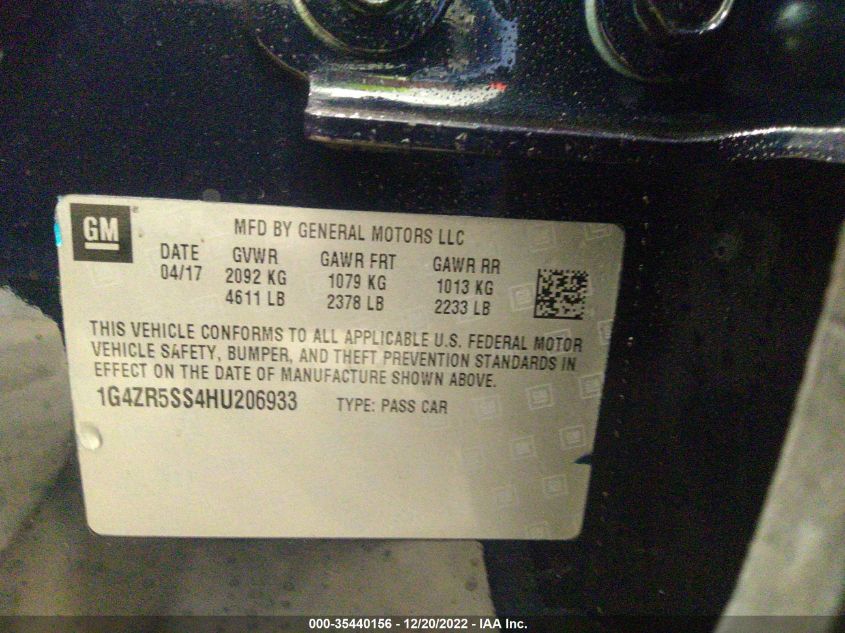 GM
MFD BY GENERAL MOTORS LLC
DATE GVWR GAWR FRT GAWR RR
04/17 2092 KG 1079 KG 1013 KG
4611 LB 2378 LB 2233 LB
THIS VEHICLE CONFORMS TO ALL APPLICABLE U.S. FEDERAL MOTOR
VEHICLE SAFETY, BUMPER, AND THEFT PREVENTION STANDARDS IN
EFFECT ON THE DATE OF MANUFACTURE SHOWN ABOVE.
1G4ZR5SS4HU206933 TYPE: PASS CAR
000-35440156 - 12/20/2022 - IAA Inc.